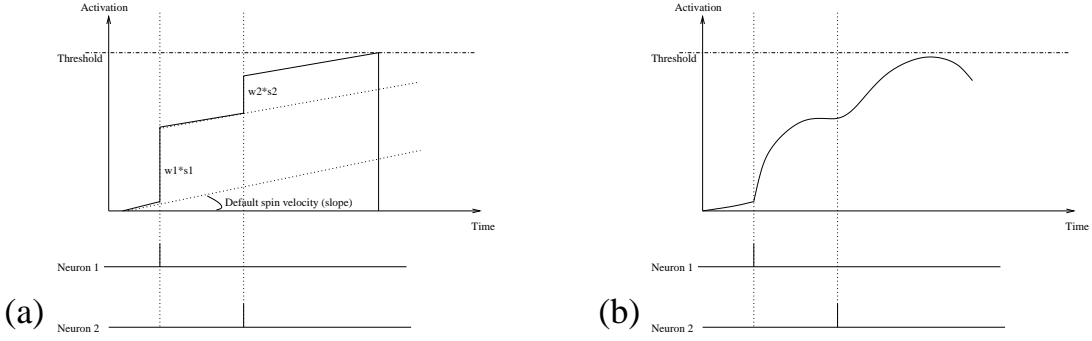 Activation
Threshold
w2*s2
w1*s1
Default spin velocity (slope)
Time
Neuron 1
(a)
Neuron 2
Activation
Threshold
Time
Neuron 1
(b)
Neuron 2